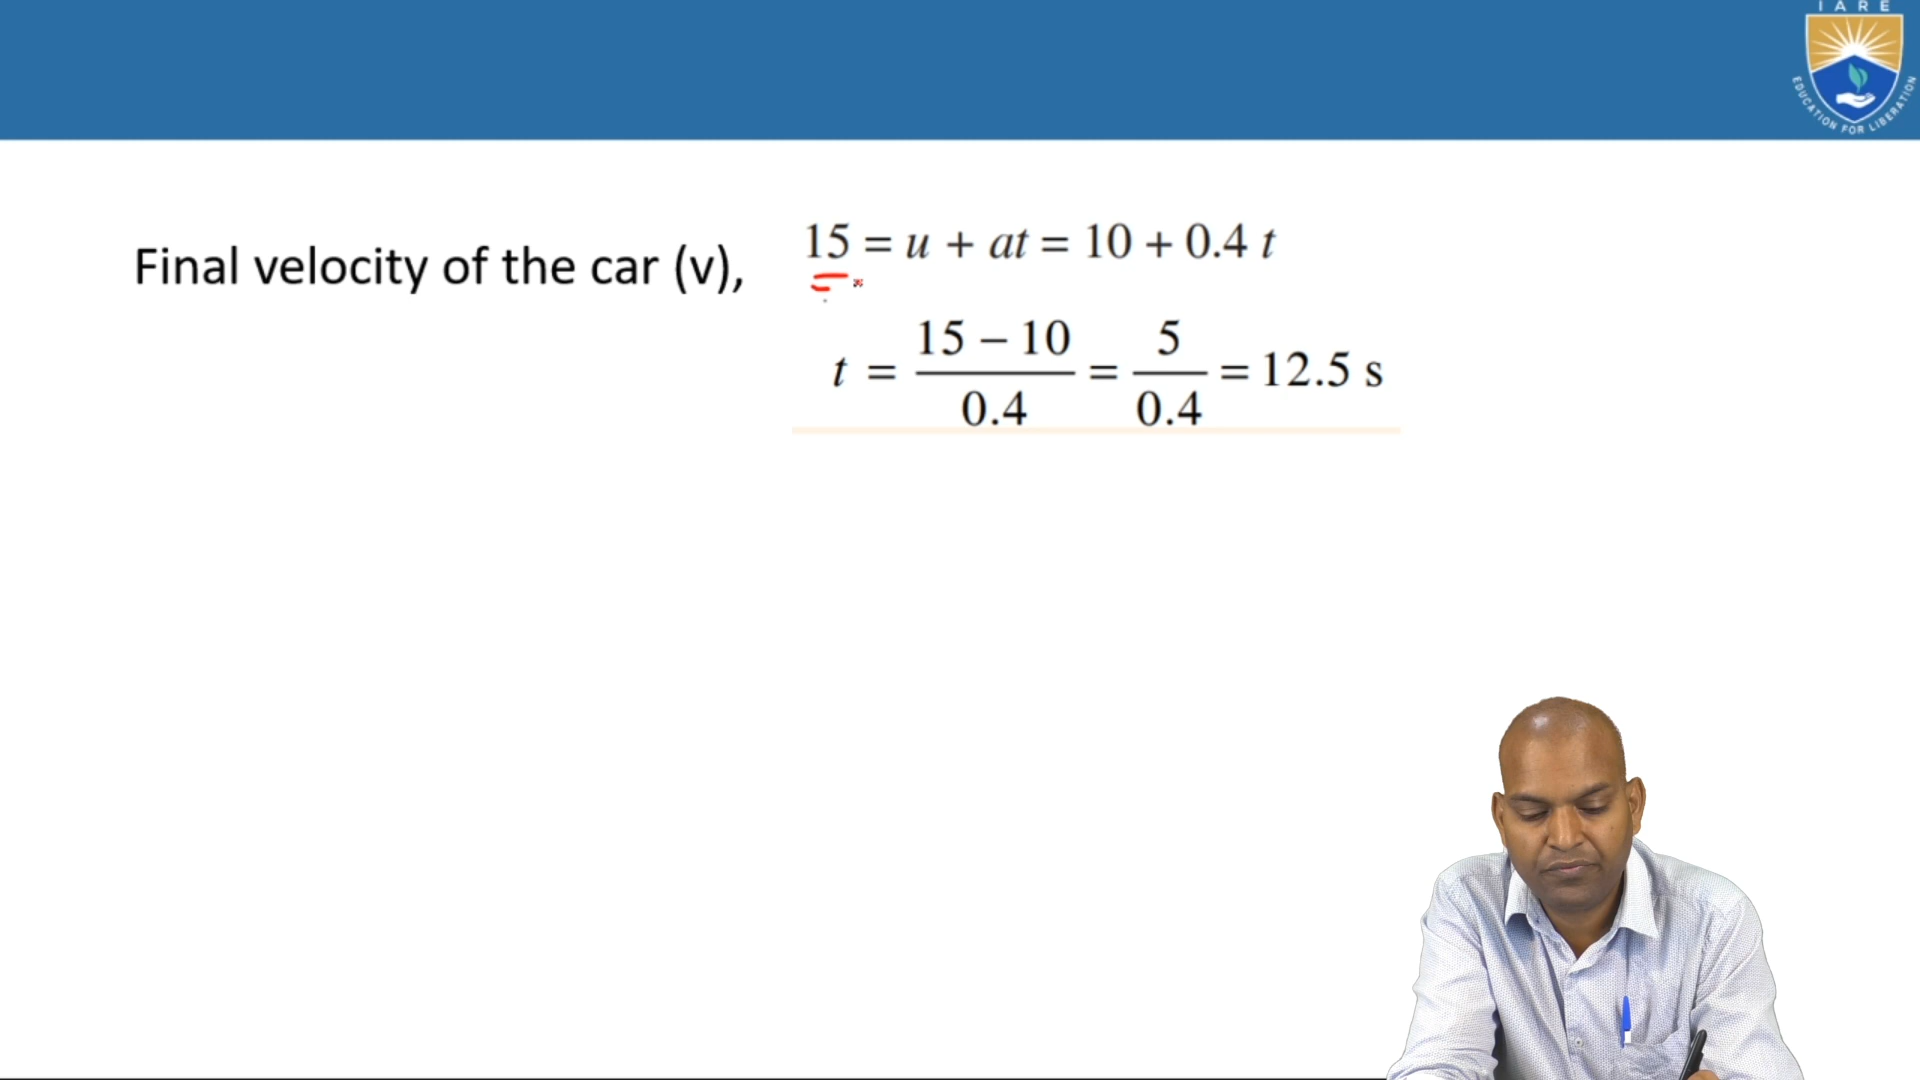 IARE
EDUCATION FOR LIBERATION
Final velocity of the car (v), 15 = u + at = 10 + 0.4 t
t = (15 – 10)/0.4 = 5/0.4 = 12.5 s